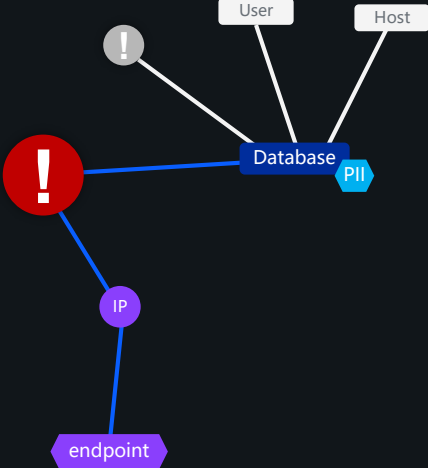 User
Host
!
Database
PII
!
IP
endpoint